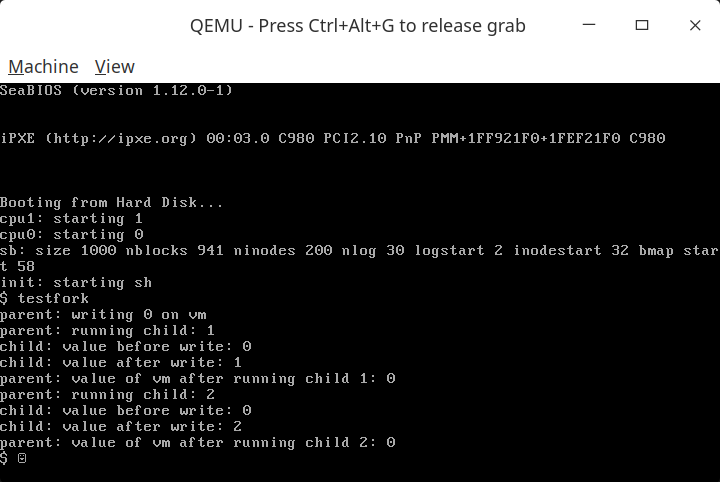 QEMU - Press Ctrl+Alt+G to release grab
Machine View
SeaBIOS (version 1.12.0-1)
iPXE (http://ipxe.org) 00:03.0 C980 PCI2.10 PnP PMM+1FF921F0+1FEF21F0 C980
Booting from Hard Disk...
cpu1: starting 1
cpu0: starting 0
sb: size 1000 nblocks 941 ninodes 200 nlog 30 logstart 2 inodestart 32 bmap star
t 58
init: starting sh
$ testfork
parent: writing 0 on vm
parent: running child: 1
child: value before write: 0
child: value after write: 1
parent: value of vm after running child 1: 0
parent: running child: 2
child: value before write: 0
child: value after write: 2
parent: value of vm after running child 2: 0
$